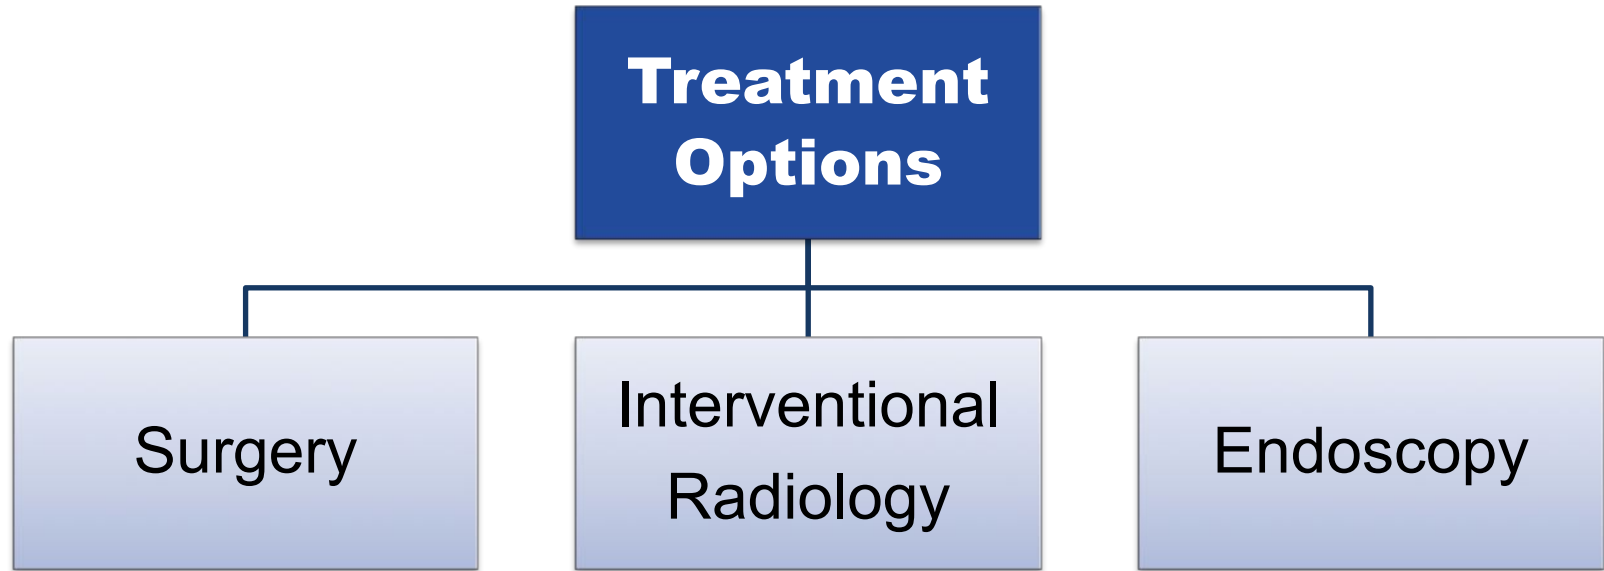 Treatment
Options
Surgery
Interventional
Radiology
Endoscopy